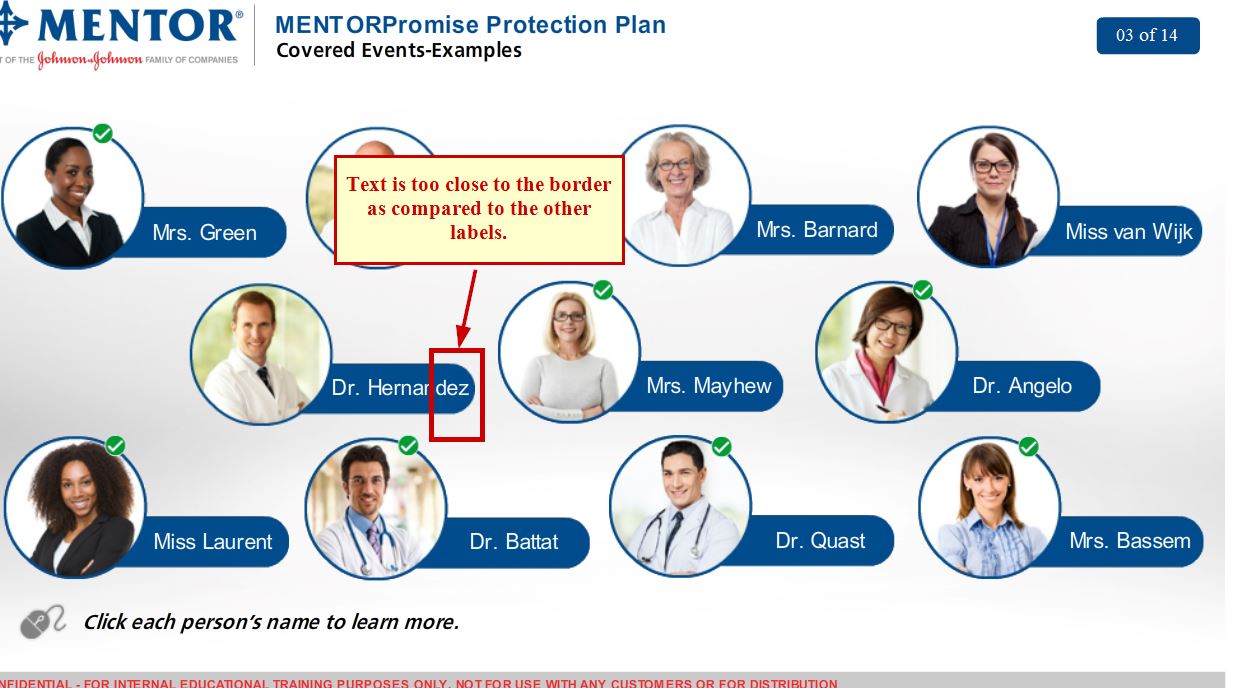 MENTOR®
MENTORPromise Protection Plan
Covered Events-Examples
03 of 14
OF THE Johnson & Johnson FAMILY OF COMPANIES
Text is too close to the border
as compared to the other
labels.
Mrs. Green
Mrs. Barnard
Miss van Wijk
Dr. Hernandez
Mrs. Mayhew
Dr. Angelo
Miss Laurent
Dr. Battat
Dr. Quast
Mrs. Bassem
Click each person's name to learn more.
NFIDENTIAL - FOR INTERNAL EDUCATIONAL TRAINING PURPOSES ONLY. NOT FOR USE WITH ANY CUSTOMERS OR FOR DISTRIBUTION